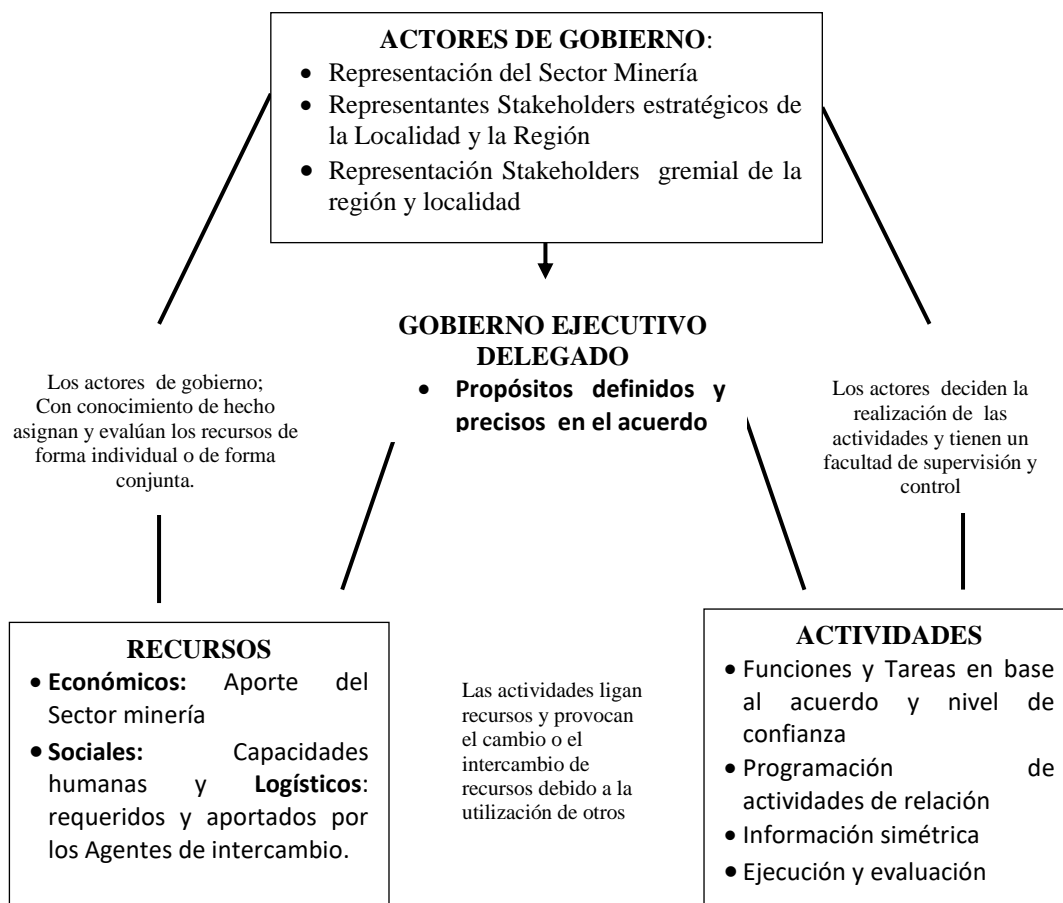 ACTORES DE GOBIERNO:
• Representación del Sector Minería
• Representantes Stakeholders estratégicos de
la Localidad y la Región
• Representación Stakeholders gremial de la
región y localidad
GOBIERNO EJECUTIVO
DELEGADO
• Propósitos definidos y
precisos en el acuerdo
Los actores de gobierno;
Con conocimiento de hecho
asignan y evalúan los recursos de
forma individual o de forma
conjunta.
Los actores deciden la
realización de las
actividades y tienen un
facultad de supervisión y
control
RECURSOS
• Económicos: Aporte del
Sector minería
• Sociales: Capacidades
humanas y Logísticos:
requeridos y aportados por
los Agentes de intercambio.
Las actividades ligan
recursos y provocan
el cambio o el
intercambio de
recursos debido a la
utilización de otros
ACTIVIDADES
• Funciones y Tareas en base
al acuerdo y nivel de
confianza
• Programación de
actividades de relación
• Información simétrica
• Ejecución y evaluación